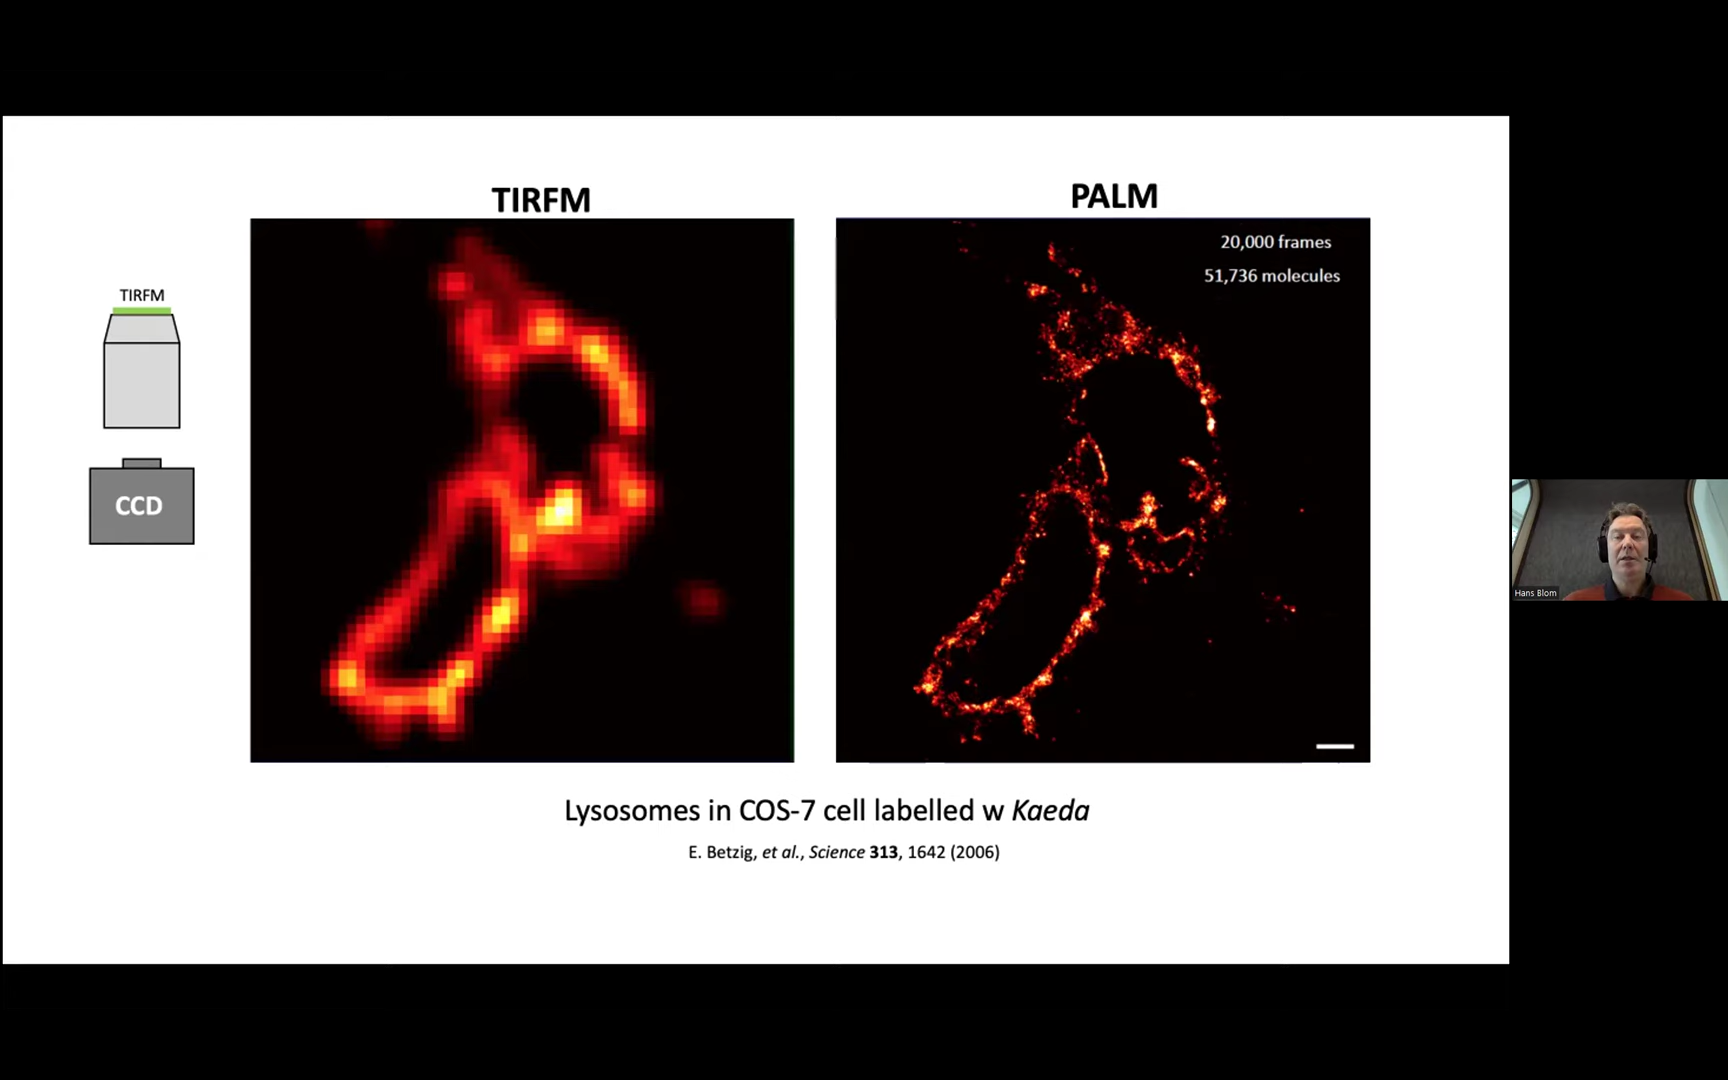 TIRFM
PALM
20,000 frames
51,736 molecules
TIRFM
CCD
Lysosomes in COS-7 cell labelled w Kaeda
E. Betzig, et al., Science 313, 1642 (2006)
Hans Blom